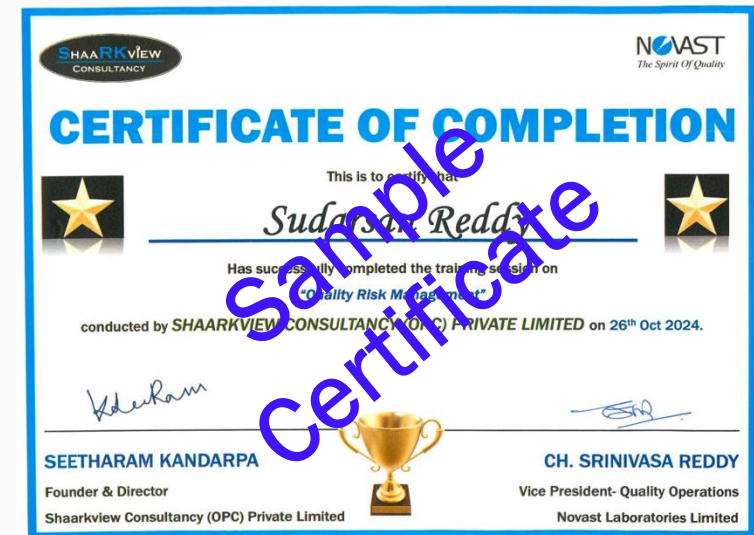 SHAARKVIEW
CONSULTANCY
NOVAST
The Spirit Of Quality
CERTIFICATE OF COMPLETION
This is to certify that
Sudarsan Reddy
Has successfully completed the training session on
“Quality Risk Management”
conducted by SHAARKVIEW CONSULTANCY (OPC) PRIVATE LIMITED on 26th Oct 2024.
Sample
Certificate
SEETHARAM KANDARPA
Founder & Director
Shaarkview Consultancy (OPC) Private Limited
CH. SRINIVASA REDDY
Vice President- Quality Operations
Novast Laboratories Limited